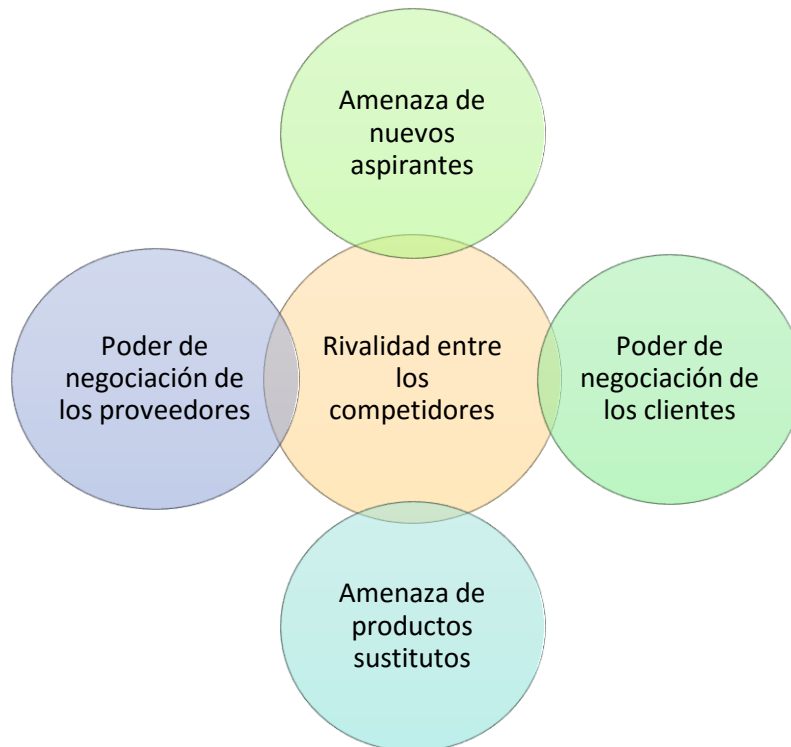 Amenaza de
nuevos
aspirantes
Poder de
negociación de
los proveedores
Rivalidad entre
los
competidores
Poder de
negociación de
los clientes
Amenaza de
productos
sustitutos